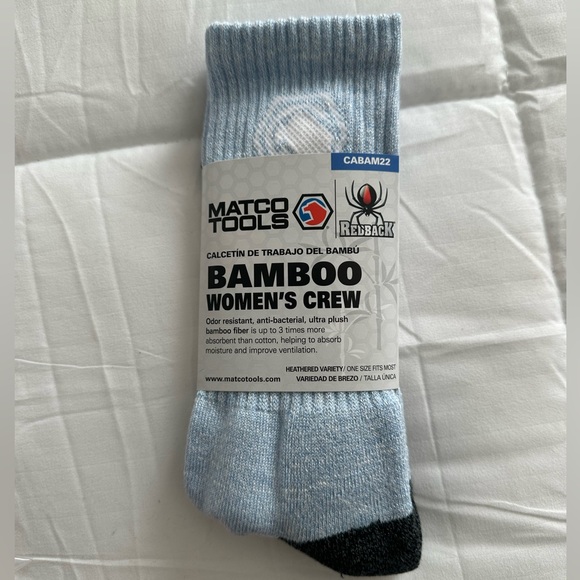 CABAM22
MATCO
TOOLS
REDBACK
CALCETÍN DE TRABAJO DEL BAMBÚ
BAMBOO
WOMEN'S CREW
Odor resistant, anti-bacterial, ultra plush
bamboo fiber is up to 3 times more
absorbent than cotton, helping to absorb
moisture and improve ventilation.
HEATHERED VARIETY/ ONE SIZE FITS MOST
www.matcotools.com VARIEDAD DE BREZO / TALLA ÚNICA